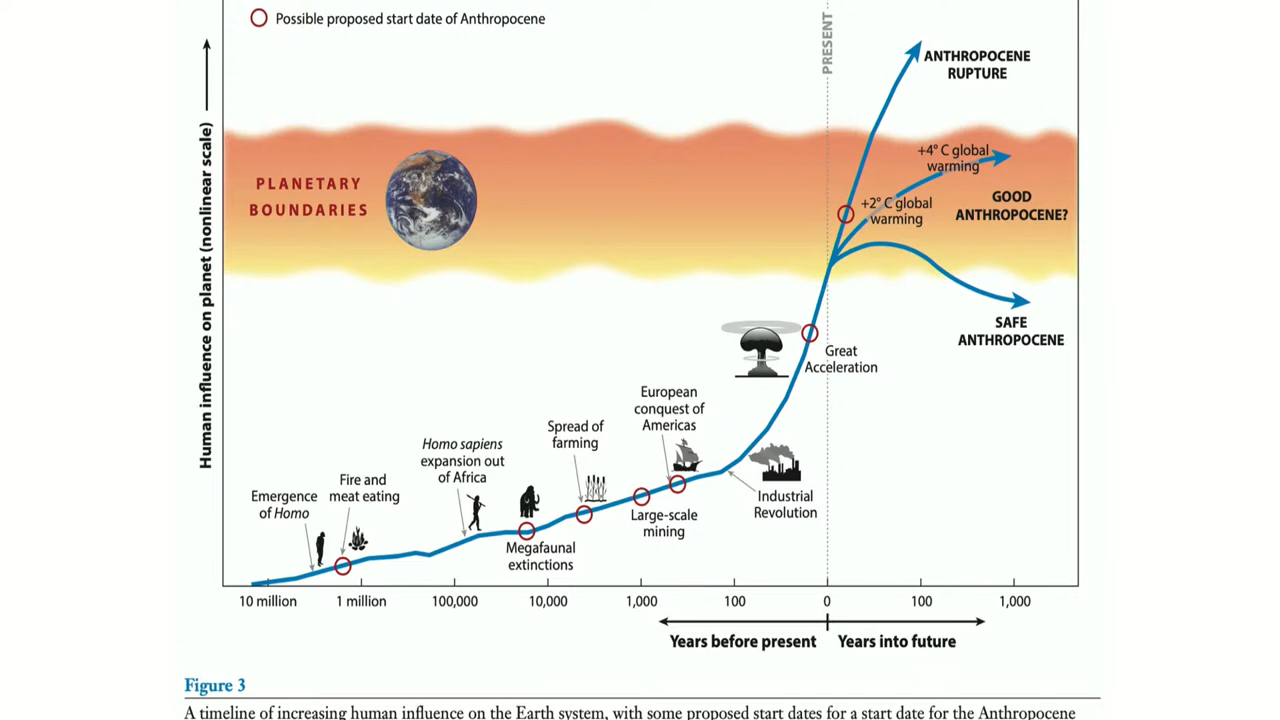 Possible proposed start date of Anthropocene
PRESENT
Human influence on planet (nonlinear scale)
ANTHROPOCENE
RUPTURE
PLANETARY
BOUNDARIES
+4° C global
warming
+2° C global
warming
GOOD
ANTHROPOCENE?
SAFE
ANTHROPOCENE
Great
Acceleration
European
conquest of
Americas
Spread of
farming
Homo sapiens
expansion out
of Africa
Fire and
meat eating
Emergence
of Homo
Industrial
Revolution
Large-scale
mining
Megafaunal
extinctions
10 million 1 million 100,000 10,000 1,000 100 0 100 1,000
Years before present Years into future
Figure 3
A timeline of increasing human influence on the Earth system, with some proposed start dates for a start date for the Anthropocene